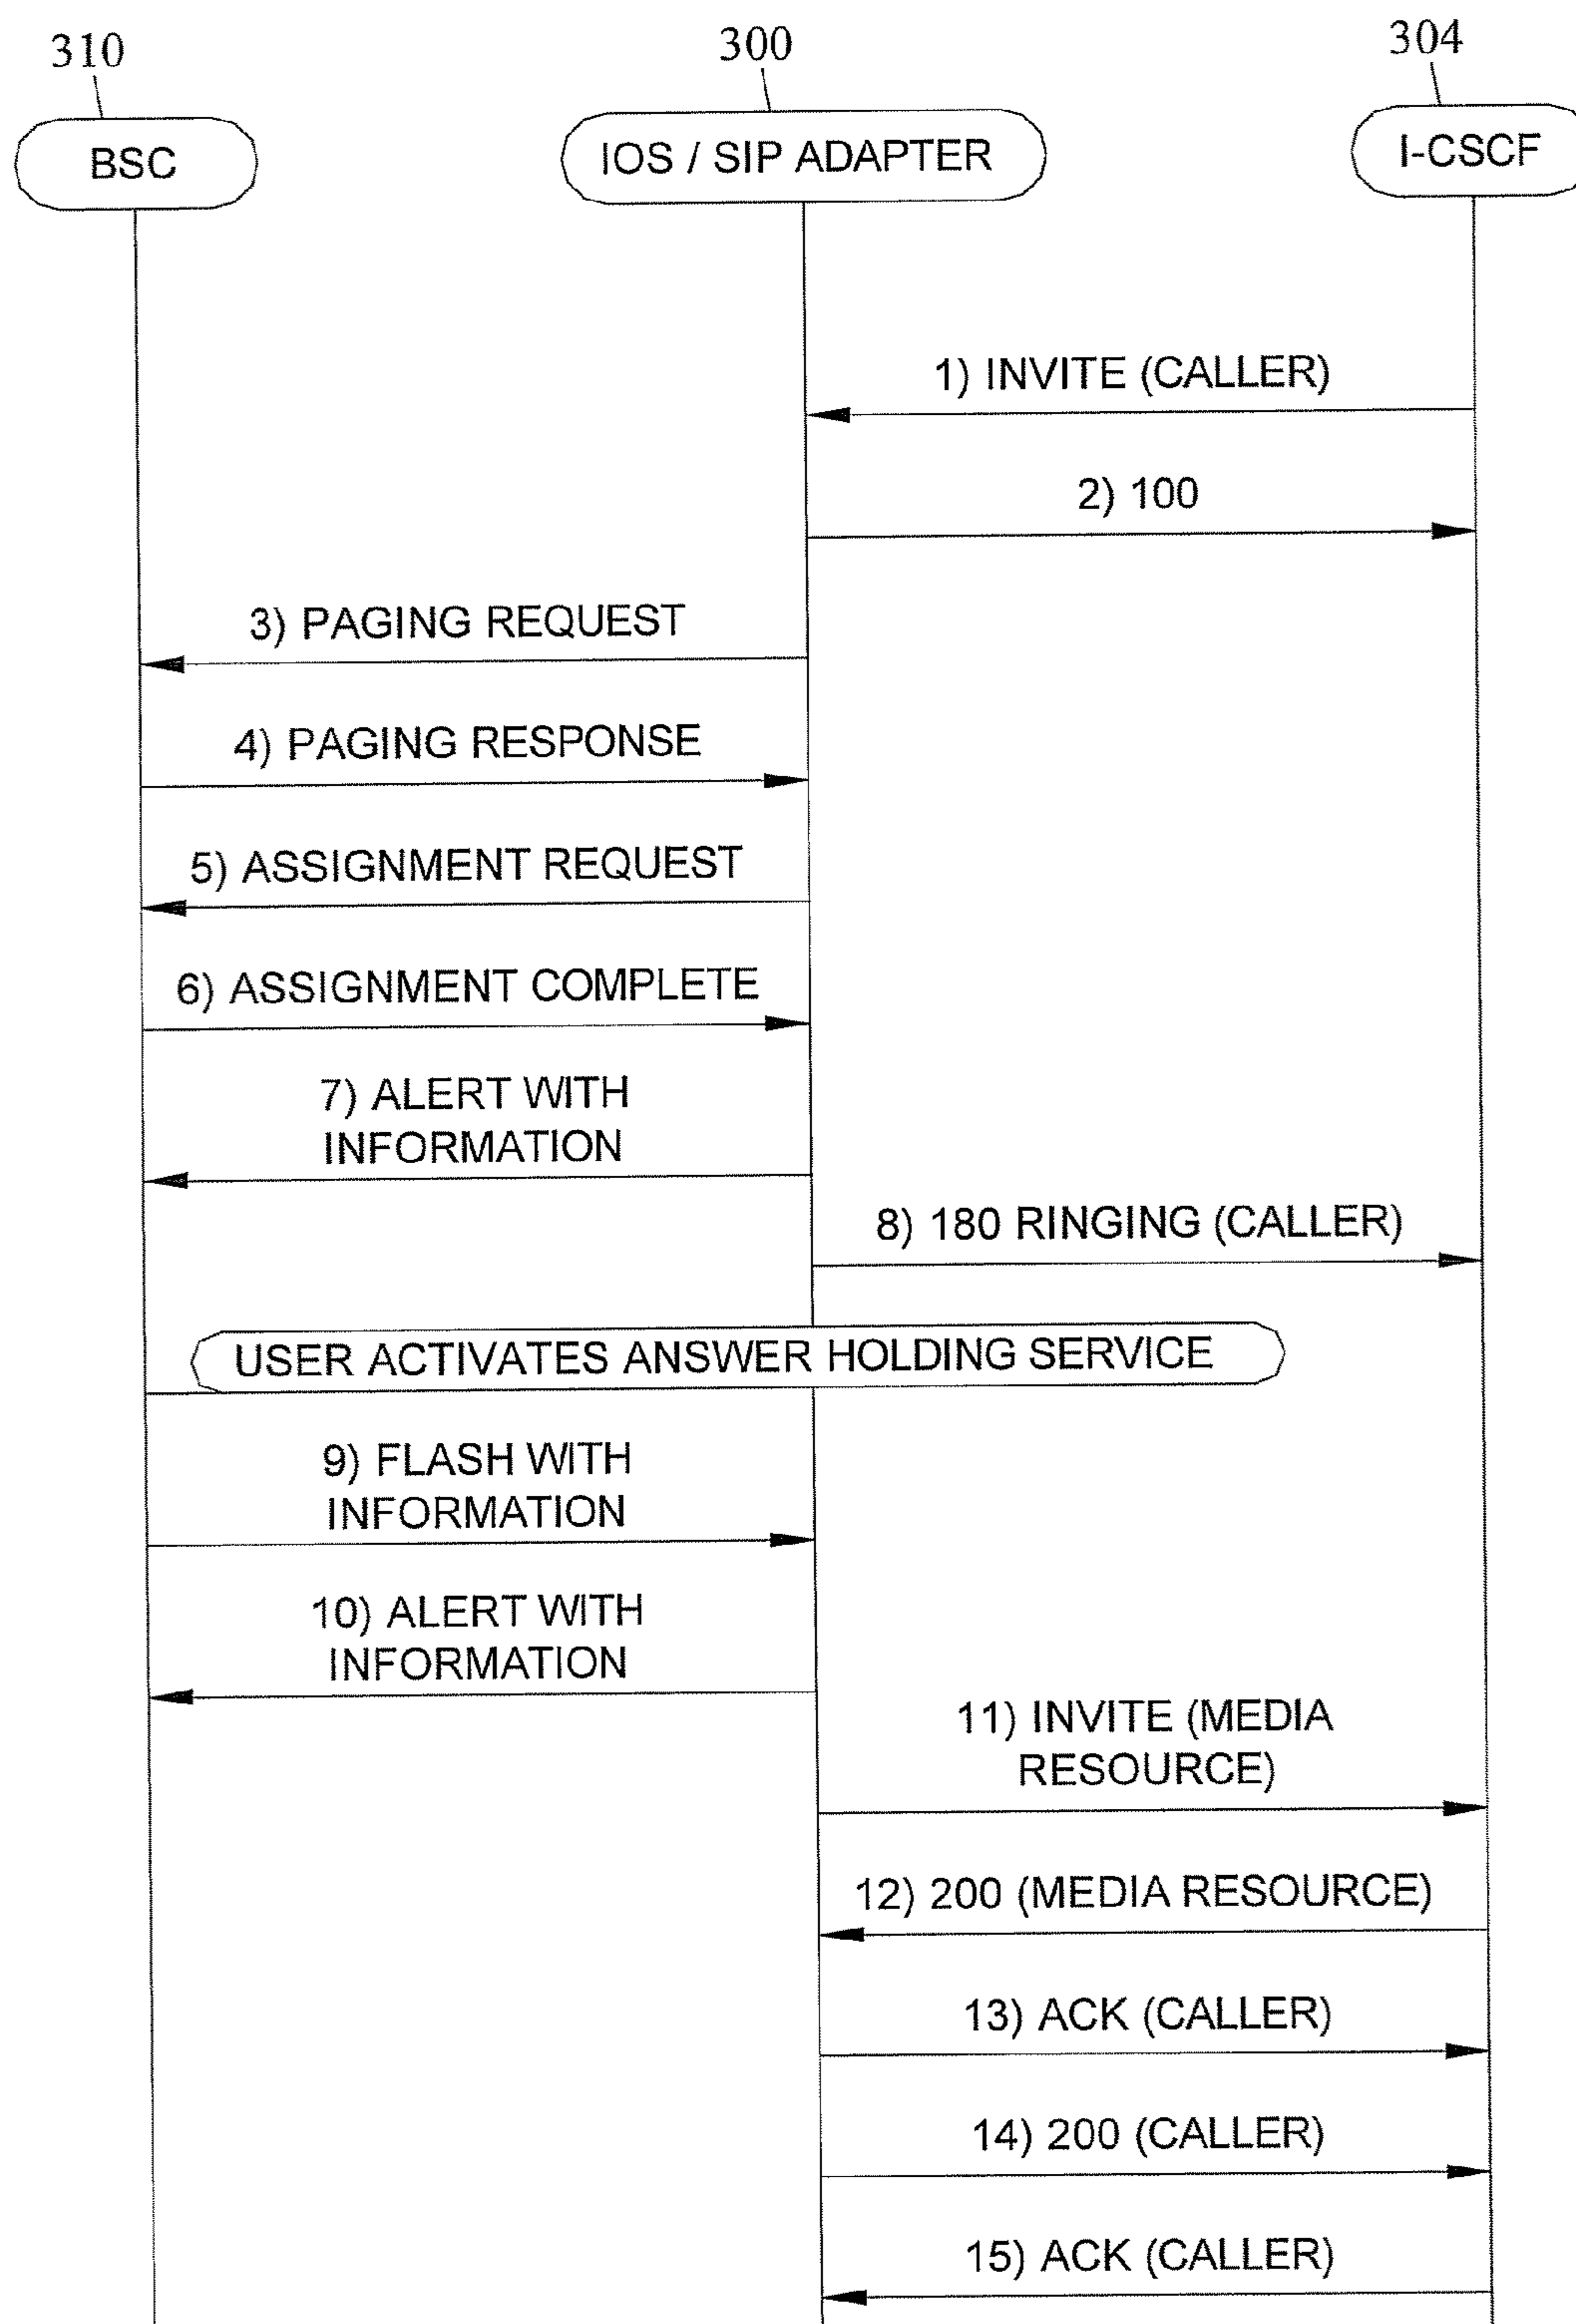 310
300
304
BSC
IOS / SIP ADAPTER
I-CSCF
1) INVITE (CALLER)
2) 100
3) PAGING REQUEST
4) PAGING RESPONSE
5) ASSIGNMENT REQUEST
6) ASSIGNMENT COMPLETE
7) ALERT WITH
INFORMATION
8) 180 RINGING (CALLER)
USER ACTIVATES ANSWER HOLDING SERVICE
9) FLASH WITH
INFORMATION
10) ALERT WITH
INFORMATION
11) INVITE (MEDIA
RESOURCE)
12) 200 (MEDIA RESOURCE)
13) ACK (CALLER)
14) 200 (CALLER)
15) ACK (CALLER)